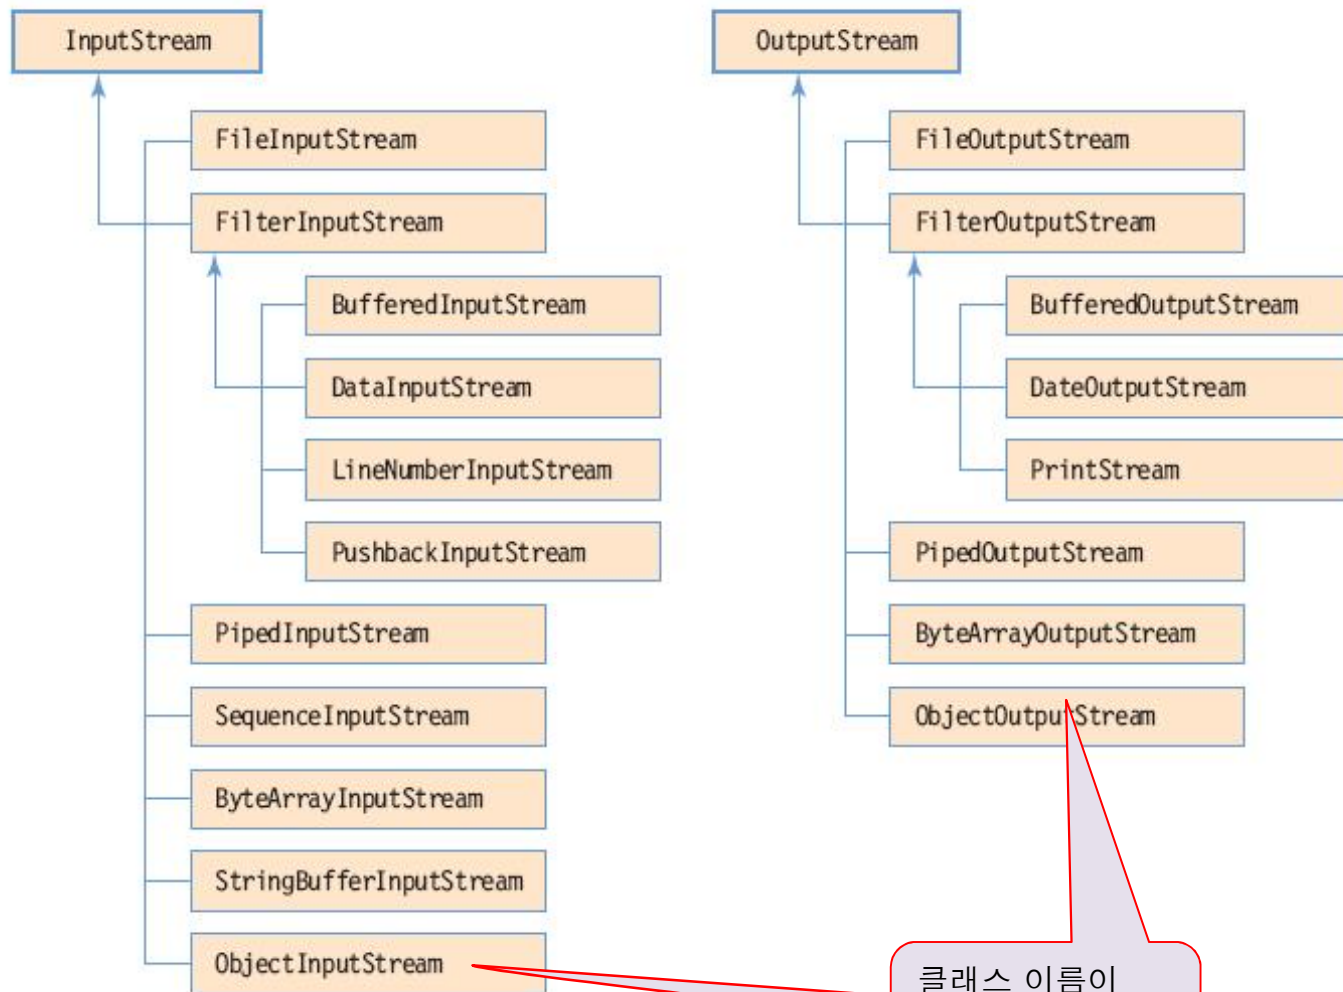 InputStream
FileInputStream
FilterInputStream
BufferedInputStream
DataInputStream
LineNumberInputStream
PushbackInputStream
PipedInputStream
SequenceInputStream
ByteArrayInputStream
StringBufferInputStream
ObjectInputStream
OutputStream
FileOutputStream
FilterOutputStream
BufferedOutputStream
DateOutputStream
PrintStream
PipedOutputStream
ByteArrayOutputStream
ObjectOutputStream
클래스 이름이